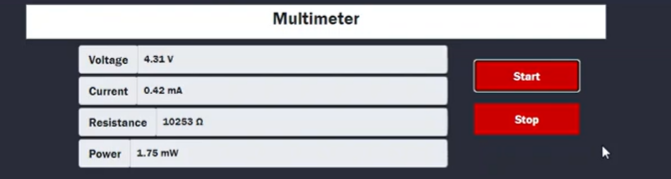 Multimeter
Voltage 4.31 V
Current 0.42 mA
Resistance 10253 Ω
Power 1.75 mW
Start
Stop